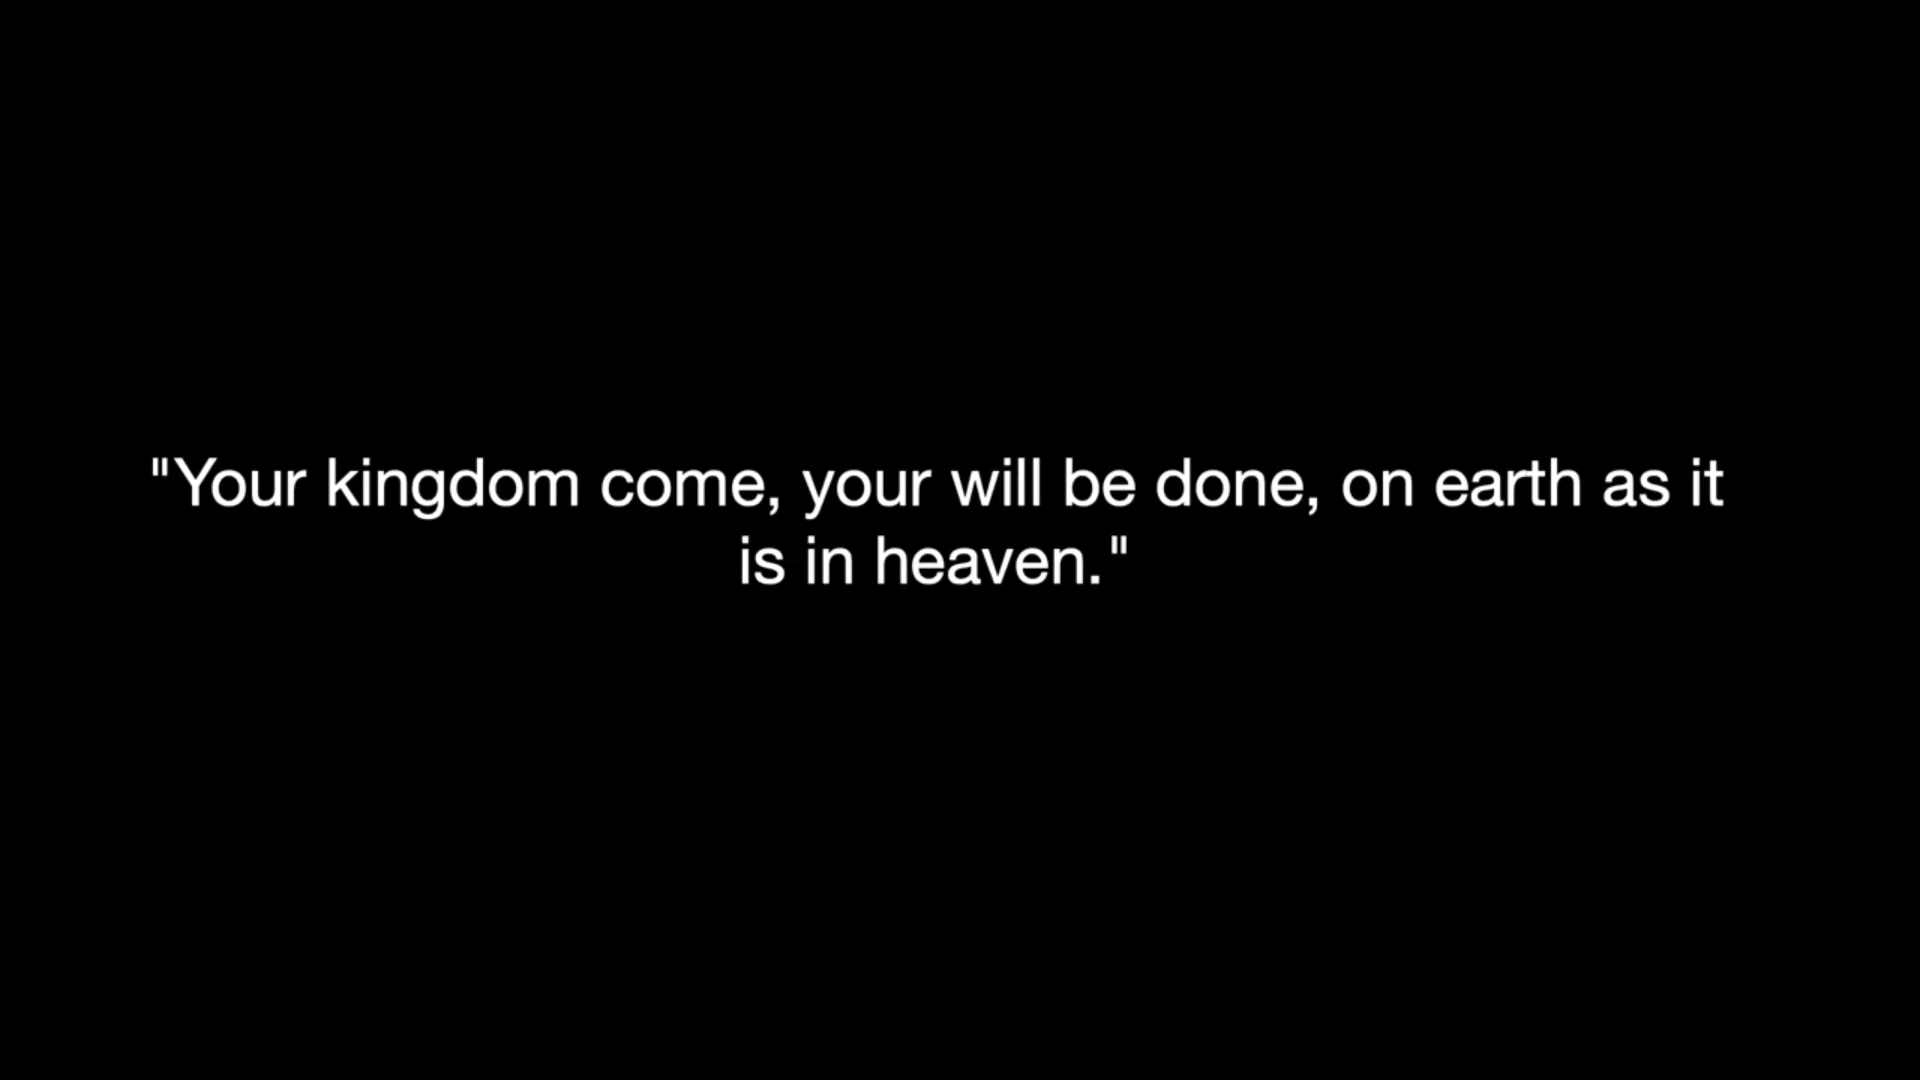 "Your kingdom come, your will be done, on earth as it
is in heaven."